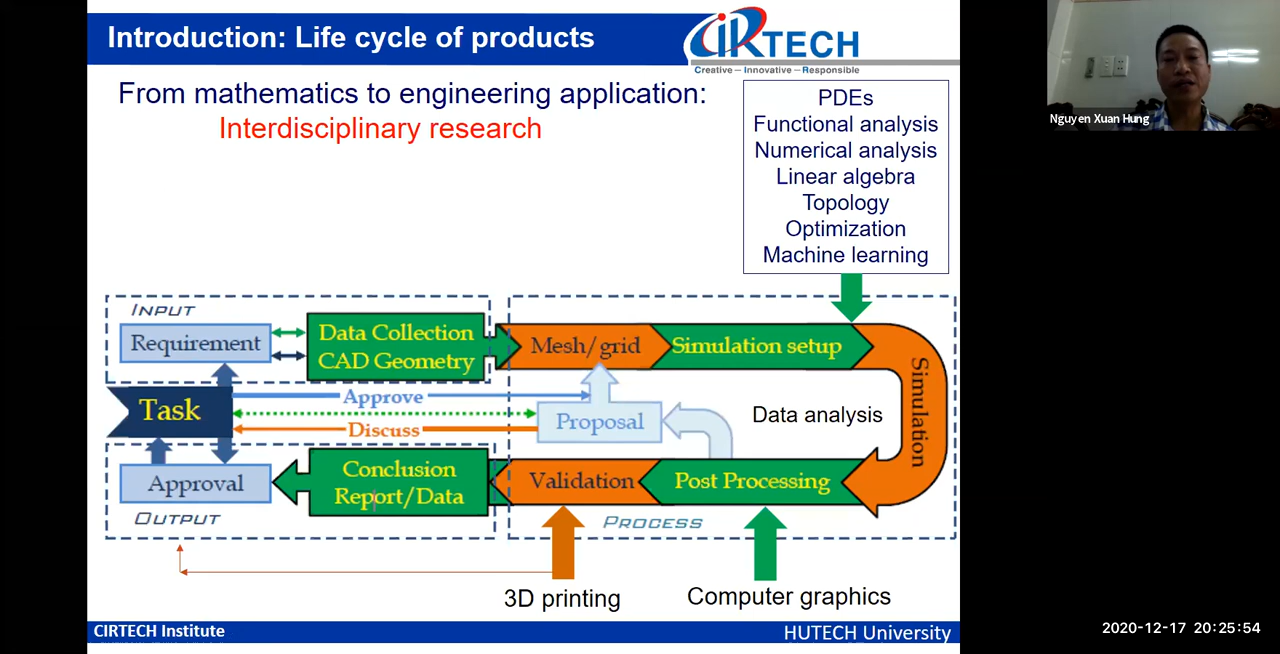 Introduction: Life cycle of products
CIRTECH
Creative – Innovative – Responsible
From mathematics to engineering application:
Interdisciplinary research
PDEs
Functional analysis
Numerical analysis
Linear algebra
Topology
Optimization
Machine learning
Nguyen Xuan Hung
INPUT
Requirement
Data Collection
CAD Geometry
Mesh/grid
Simulation setup
Simulation
Task
Approve
Discuss
Proposal
Data analysis
Approval
Conclusion
Report/Data
Validation
Post Processing
OUTPUT
PROCESS
3D printing
Computer graphics
CIRTECH Institute
HUTECH University
2020-12-17 20:25:54